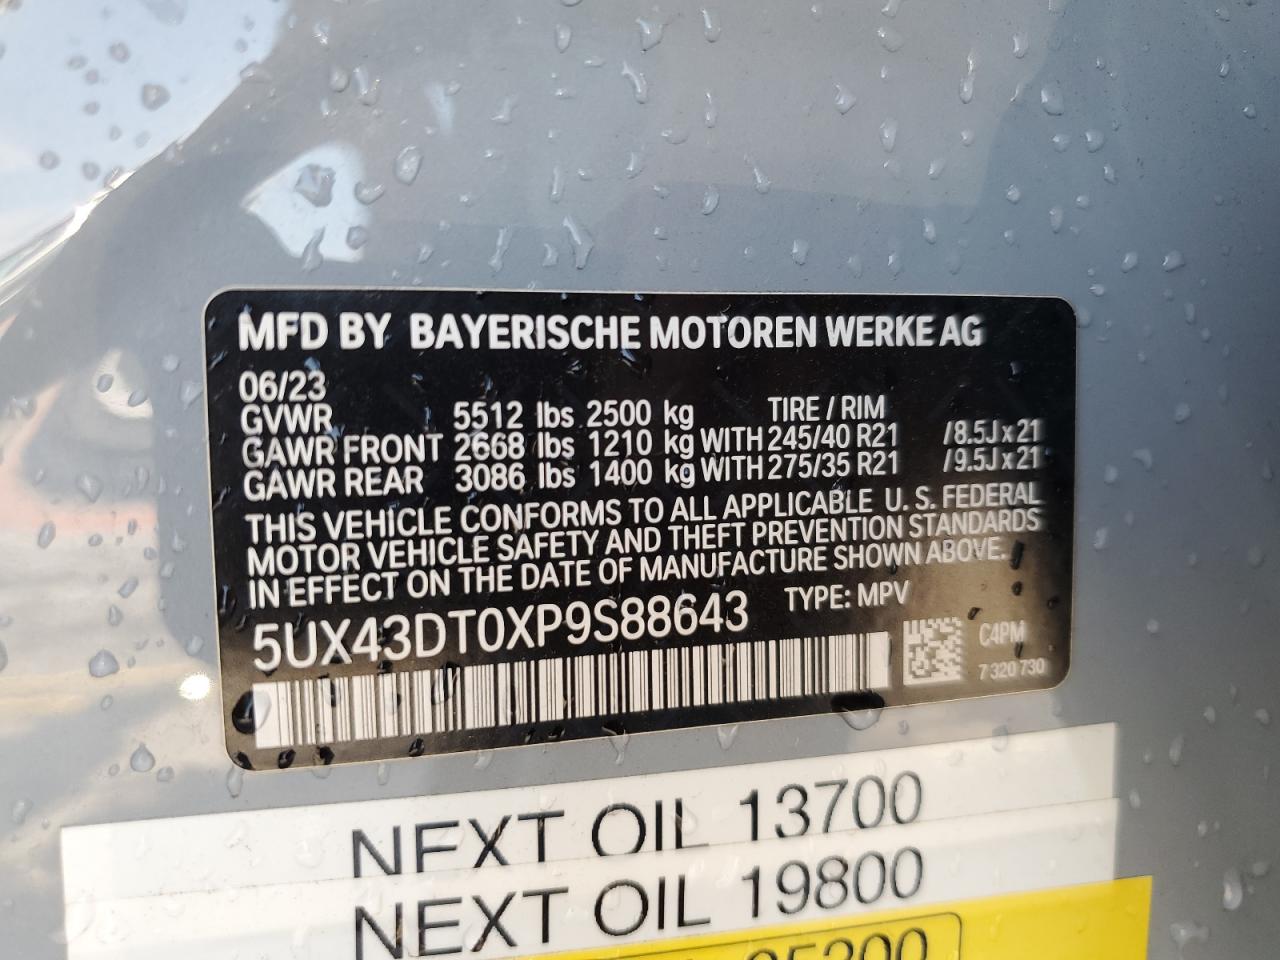 MFD BY BAYERISCHE MOTOREN WERKE AG
06/23
GVWR 5512 lbs 2500 kg TIRE / RIM
GAWR FRONT 2668 lbs 1210 kg WITH 245/40 R21 /8.5J x 21
GAWR REAR 3086 lbs 1400 kg WITH 275/35 R21 /9.5J x 21
THIS VEHICLE CONFORMS TO ALL APPLICABLE U. S. FEDERAL
MOTOR VEHICLE SAFETY AND THEFT PREVENTION STANDARDS
IN EFFECT ON THE DATE OF MANUFACTURE SHOWN ABOVE.
5UX43DT0XP9S88643 TYPE: MPV
C4PM
7 320 730
NEXT OIL 13700
NEXT OIL 19800